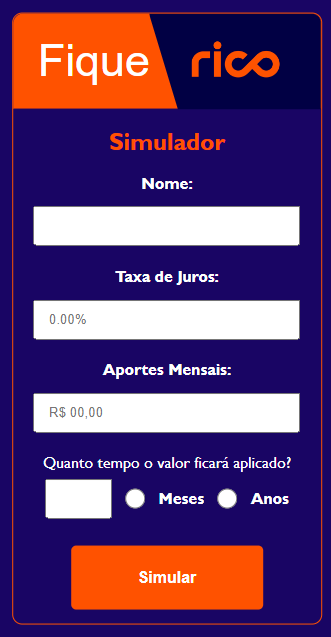 Fique rico
Simulador
Nome:
Taxa de Juros:
0.00%
Aportes Mensais:
R$ 00,00
Quanto tempo o valor ficará aplicado?
Meses Anos
Simular